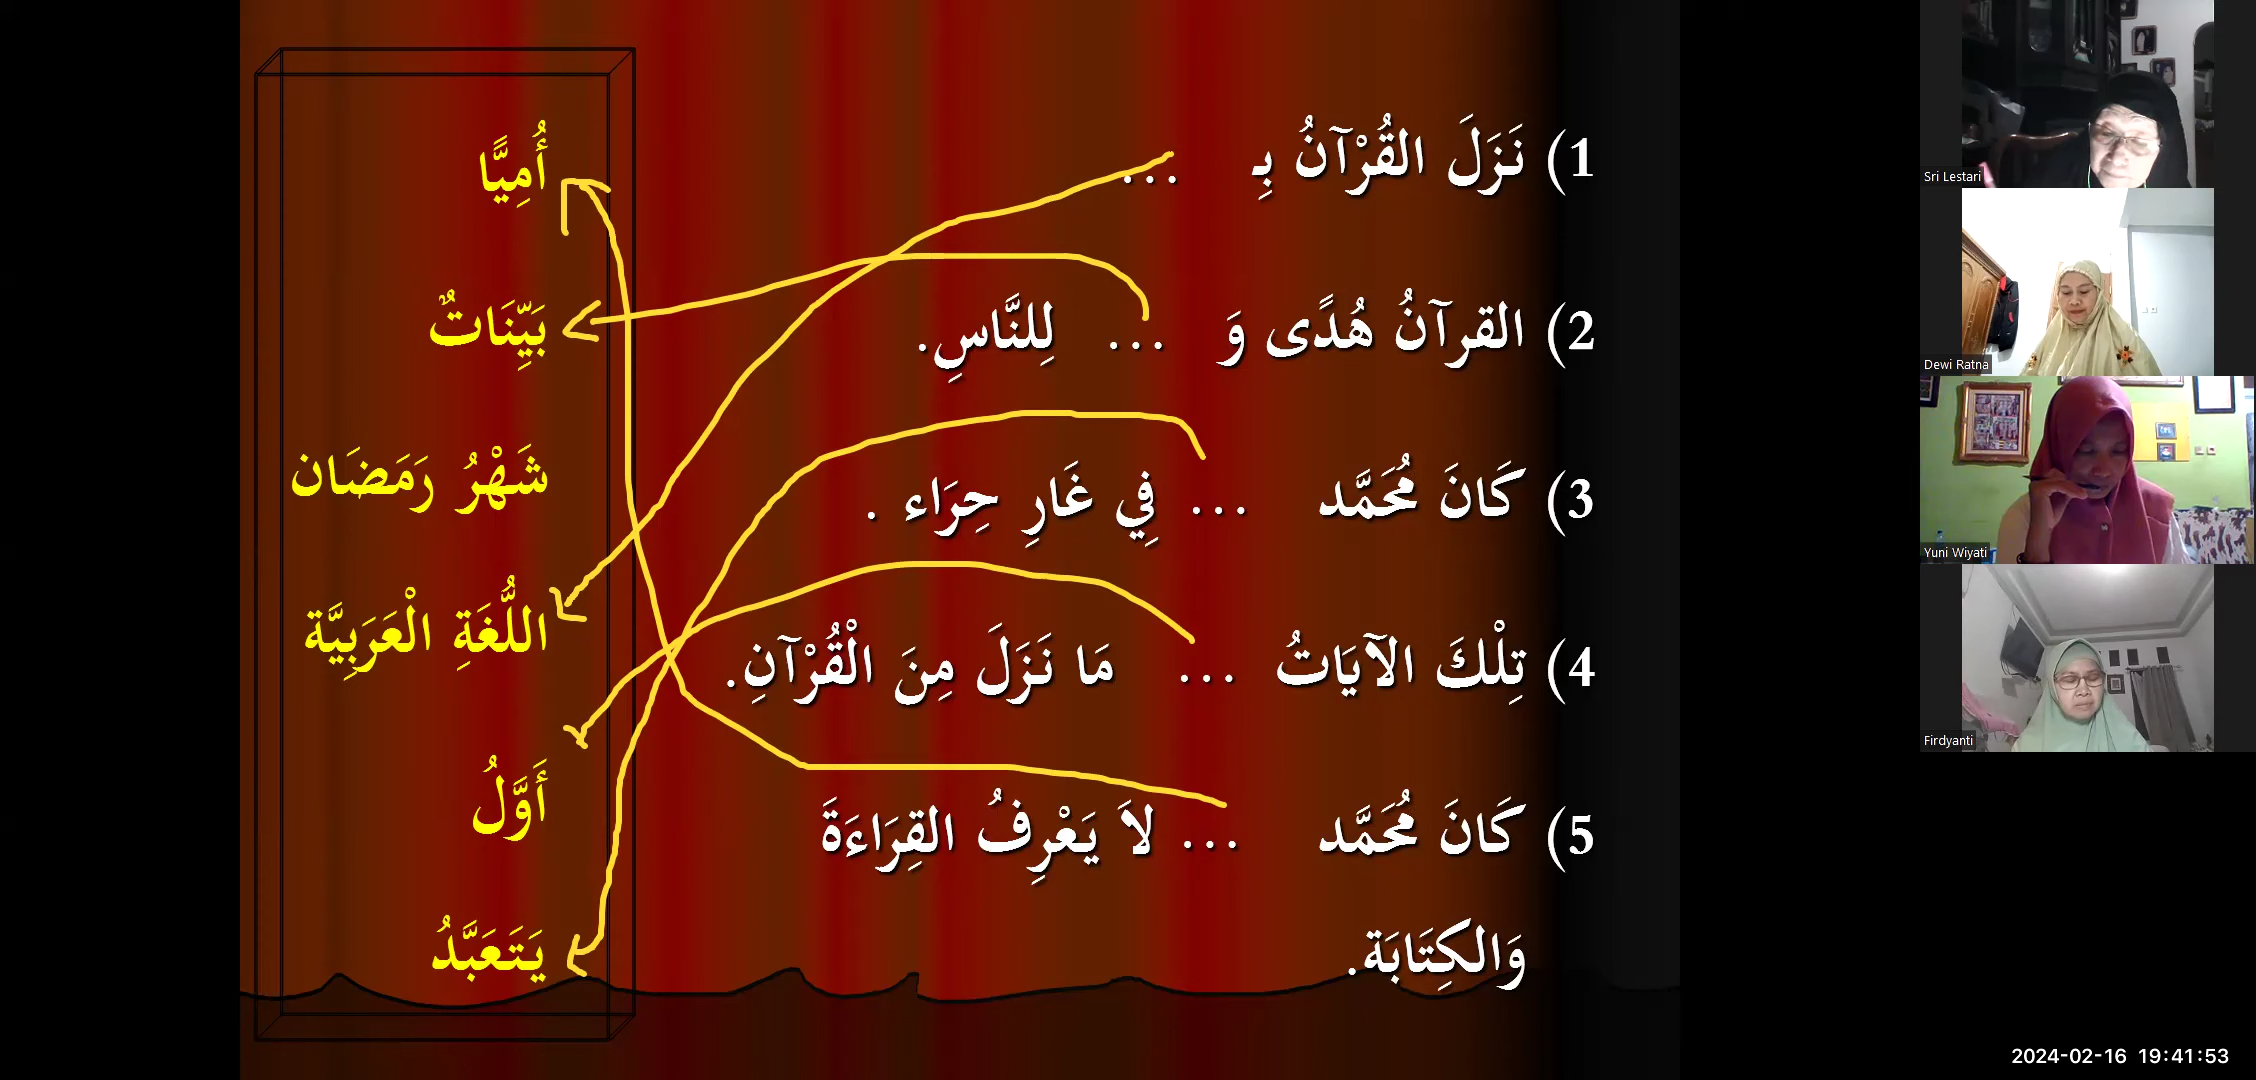 1) نَزَلَ القُرْآنُ بِـ ...
2) القرآنُ هُدًى وَ ... لِلنَّاسِ.
3) كَانَ مُحَمَّد ... فِي غَارِ حِرَاء .
4) تِلْكَ الآيَاتُ ... مَا نَزَلَ مِنَ الْقُرْآنِ.
5) كَانَ مُحَمَّد ... لاَ يَعْرِفُ القِرَاءَةَ
وَالكِتَابَة.
أُمِيًّا
بَيِّنَاتٌ
شَهْرُ رَمَضَان
اللُّغَةِ الْعَرَبِيَّة
أَوَّلُ
يَتَعَبَّدُ
Sri Lestari
Dewi Ratna
Yuni Wiyati
Firdyanti
2024-02-16 19:41:53